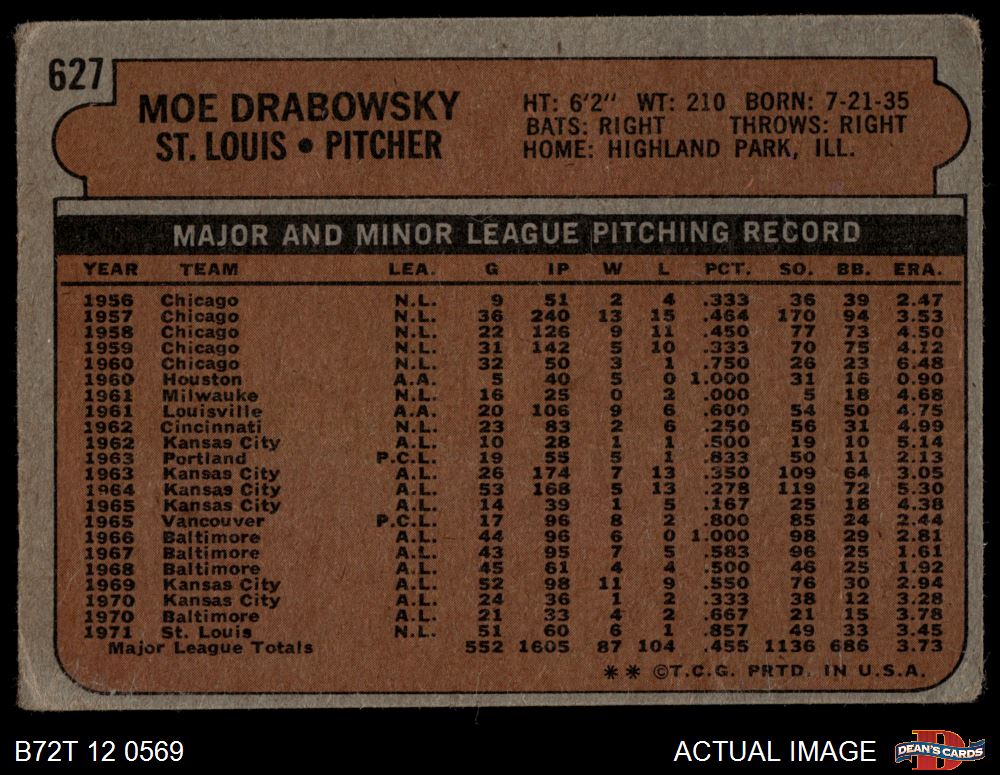 627
MOE DRABOWSKY
ST. LOUIS • PITCHER
HT: 6'2" WT: 210 BORN: 7-21-35
BATS: RIGHT THROWS: RIGHT
HOME: HIGHLAND PARK, ILL.
MAJOR AND MINOR LEAGUE PITCHING RECORD
YEAR TEAM LEA. G IP W L PCT. SO. BB. ERA.
1956 Chicago N.L. 9 51 2 4 .333 36 39 2.47
1957 Chicago N.L. 36 240 13 15 .464 170 94 3.53
1958 Chicago N.L. 22 126 9 11 .450 77 73 4.50
1959 Chicago N.L. 31 142 5 10 .333 70 75 4.12
1960 Chicago N.L. 32 50 3 1 .750 26 23 6.48
1960 Houston A.A. 5 40 5 0 1.000 31 16 0.90
1961 Milwauke N.L. 16 25 0 2 .000 5 18 4.68
1961 Louisville A.A. 20 106 9 6 .600 54 50 4.75
1962 Cincinnati N.L. 23 83 2 6 .250 56 31 4.99
1962 Kansas City A.L. 10 28 1 1 .500 19 10 5.14
1963 Portland P.C.L. 19 55 5 1 .833 50 11 2.13
1963 Kansas City A.L. 26 174 7 13 .350 109 64 3.05
1964 Kansas City A.L. 53 168 5 13 .278 119 72 5.30
1965 Kansas City A.L. 14 39 1 5 .167 25 18 4.38
1965 Vancouver P.C.L. 17 96 8 2 .800 85 24 2.44
1966 Baltimore A.L. 44 96 6 0 1.000 98 29 2.81
1967 Baltimore A.L. 43 95 7 5 .583 96 25 1.61
1968 Baltimore A.L. 45 61 4 4 .500 46 25 1.92
1969 Kansas City A.L. 52 98 11 9 .550 76 30 2.94
1970 Kansas City A.L. 24 36 1 2 .333 38 12 3.28
1970 Baltimore A.L. 21 33 4 2 .667 21 15 3.78
1971 St. Louis N.L. 51 60 6 1 .857 49 33 3.45
Major League Totals 552 1605 87 104 .455 1136 686 3.73
** ©T.C.G. PRTD. IN U.S.A.
B72T 12 0569
ACTUAL IMAGE
DEAN'S CARDS